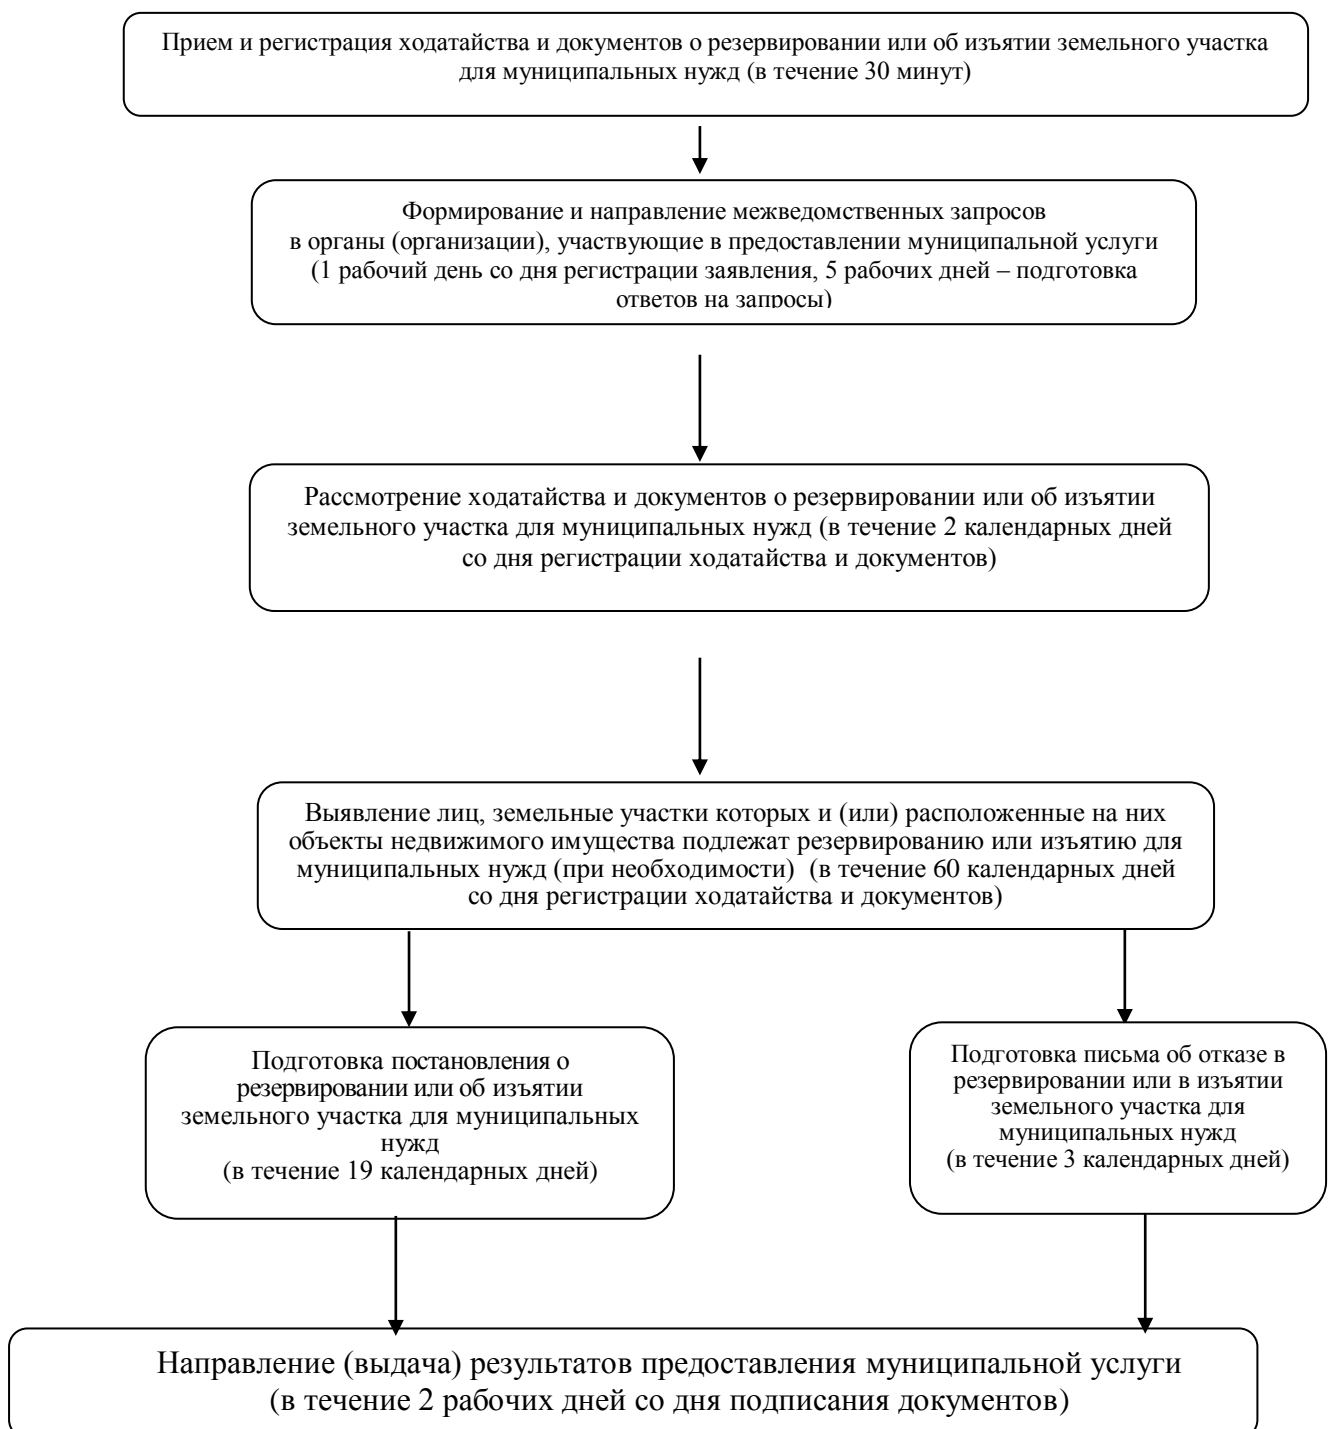 Прием и регистрация ходатайства и документов о резервировании или об изъятии земельного участка
для муниципальных нужд (в течение 30 минут)
Формирование и направление межведомственных запросов
в органы (организации), участвующие в предоставлении муниципальной услуги
(1 рабочий день со дня регистрации заявления, 5 рабочих дней – подготовка
ответов на запросы)
Рассмотрение ходатайства и документов о резервировании или об изъятии
земельного участка для муниципальных нужд (в течение 2 календарных дней
со дня регистрации ходатайства и документов)
Выявление лиц, земельные участки которых и (или) расположенные на них
объекты недвижимого имущества подлежат резервированию или изъятию для
муниципальных нужд (при необходимости) (в течение 60 календарных дней
со дня регистрации ходатайства и документов)
Подготовка постановления о
резервировании или об изъятии
земельного участка для муниципальных
нужд
(в течение 19 календарных дней)
Подготовка письма об отказе в
резервировании или в изъятии
земельного участка для
муниципальных нужд
(в течение 3 календарных дней)
Направление (выдача) результатов предоставления муниципальной услуги
(в течение 2 рабочих дней со дня подписания документов)